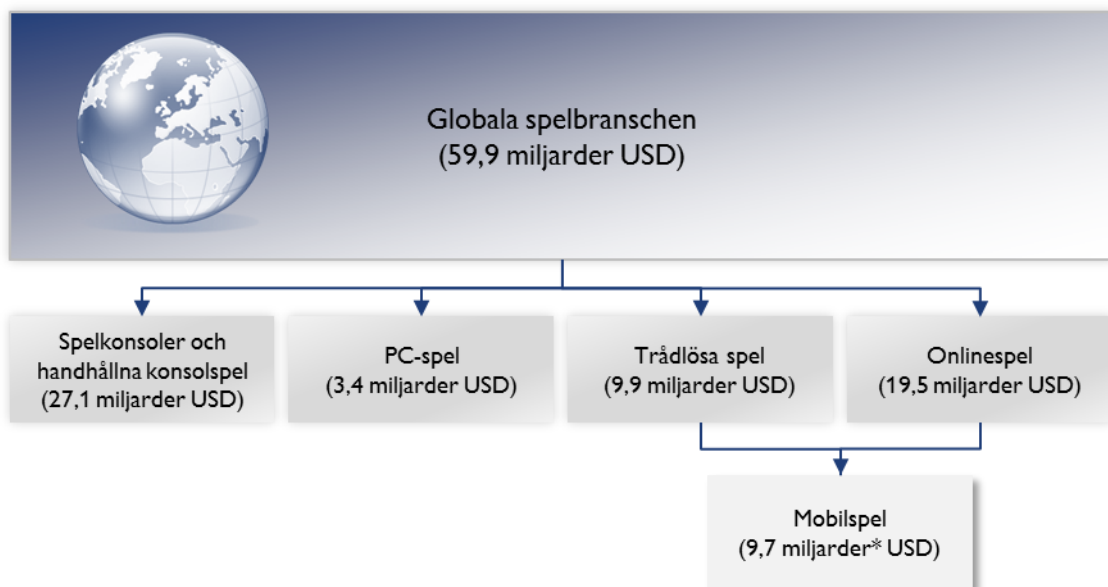 Globala spelbranschen
(59,9 miljarder USD)
Spelkonsoler och
handhållna konsolspel
(27,1 miljarder USD)
PC-spel
(3,4 miljarder USD)
Trådlösa spel
(9,9 miljarder USD)
Onlinespel
(19,5 miljarder USD)
Mobilspel
(9,7 miljarder* USD)